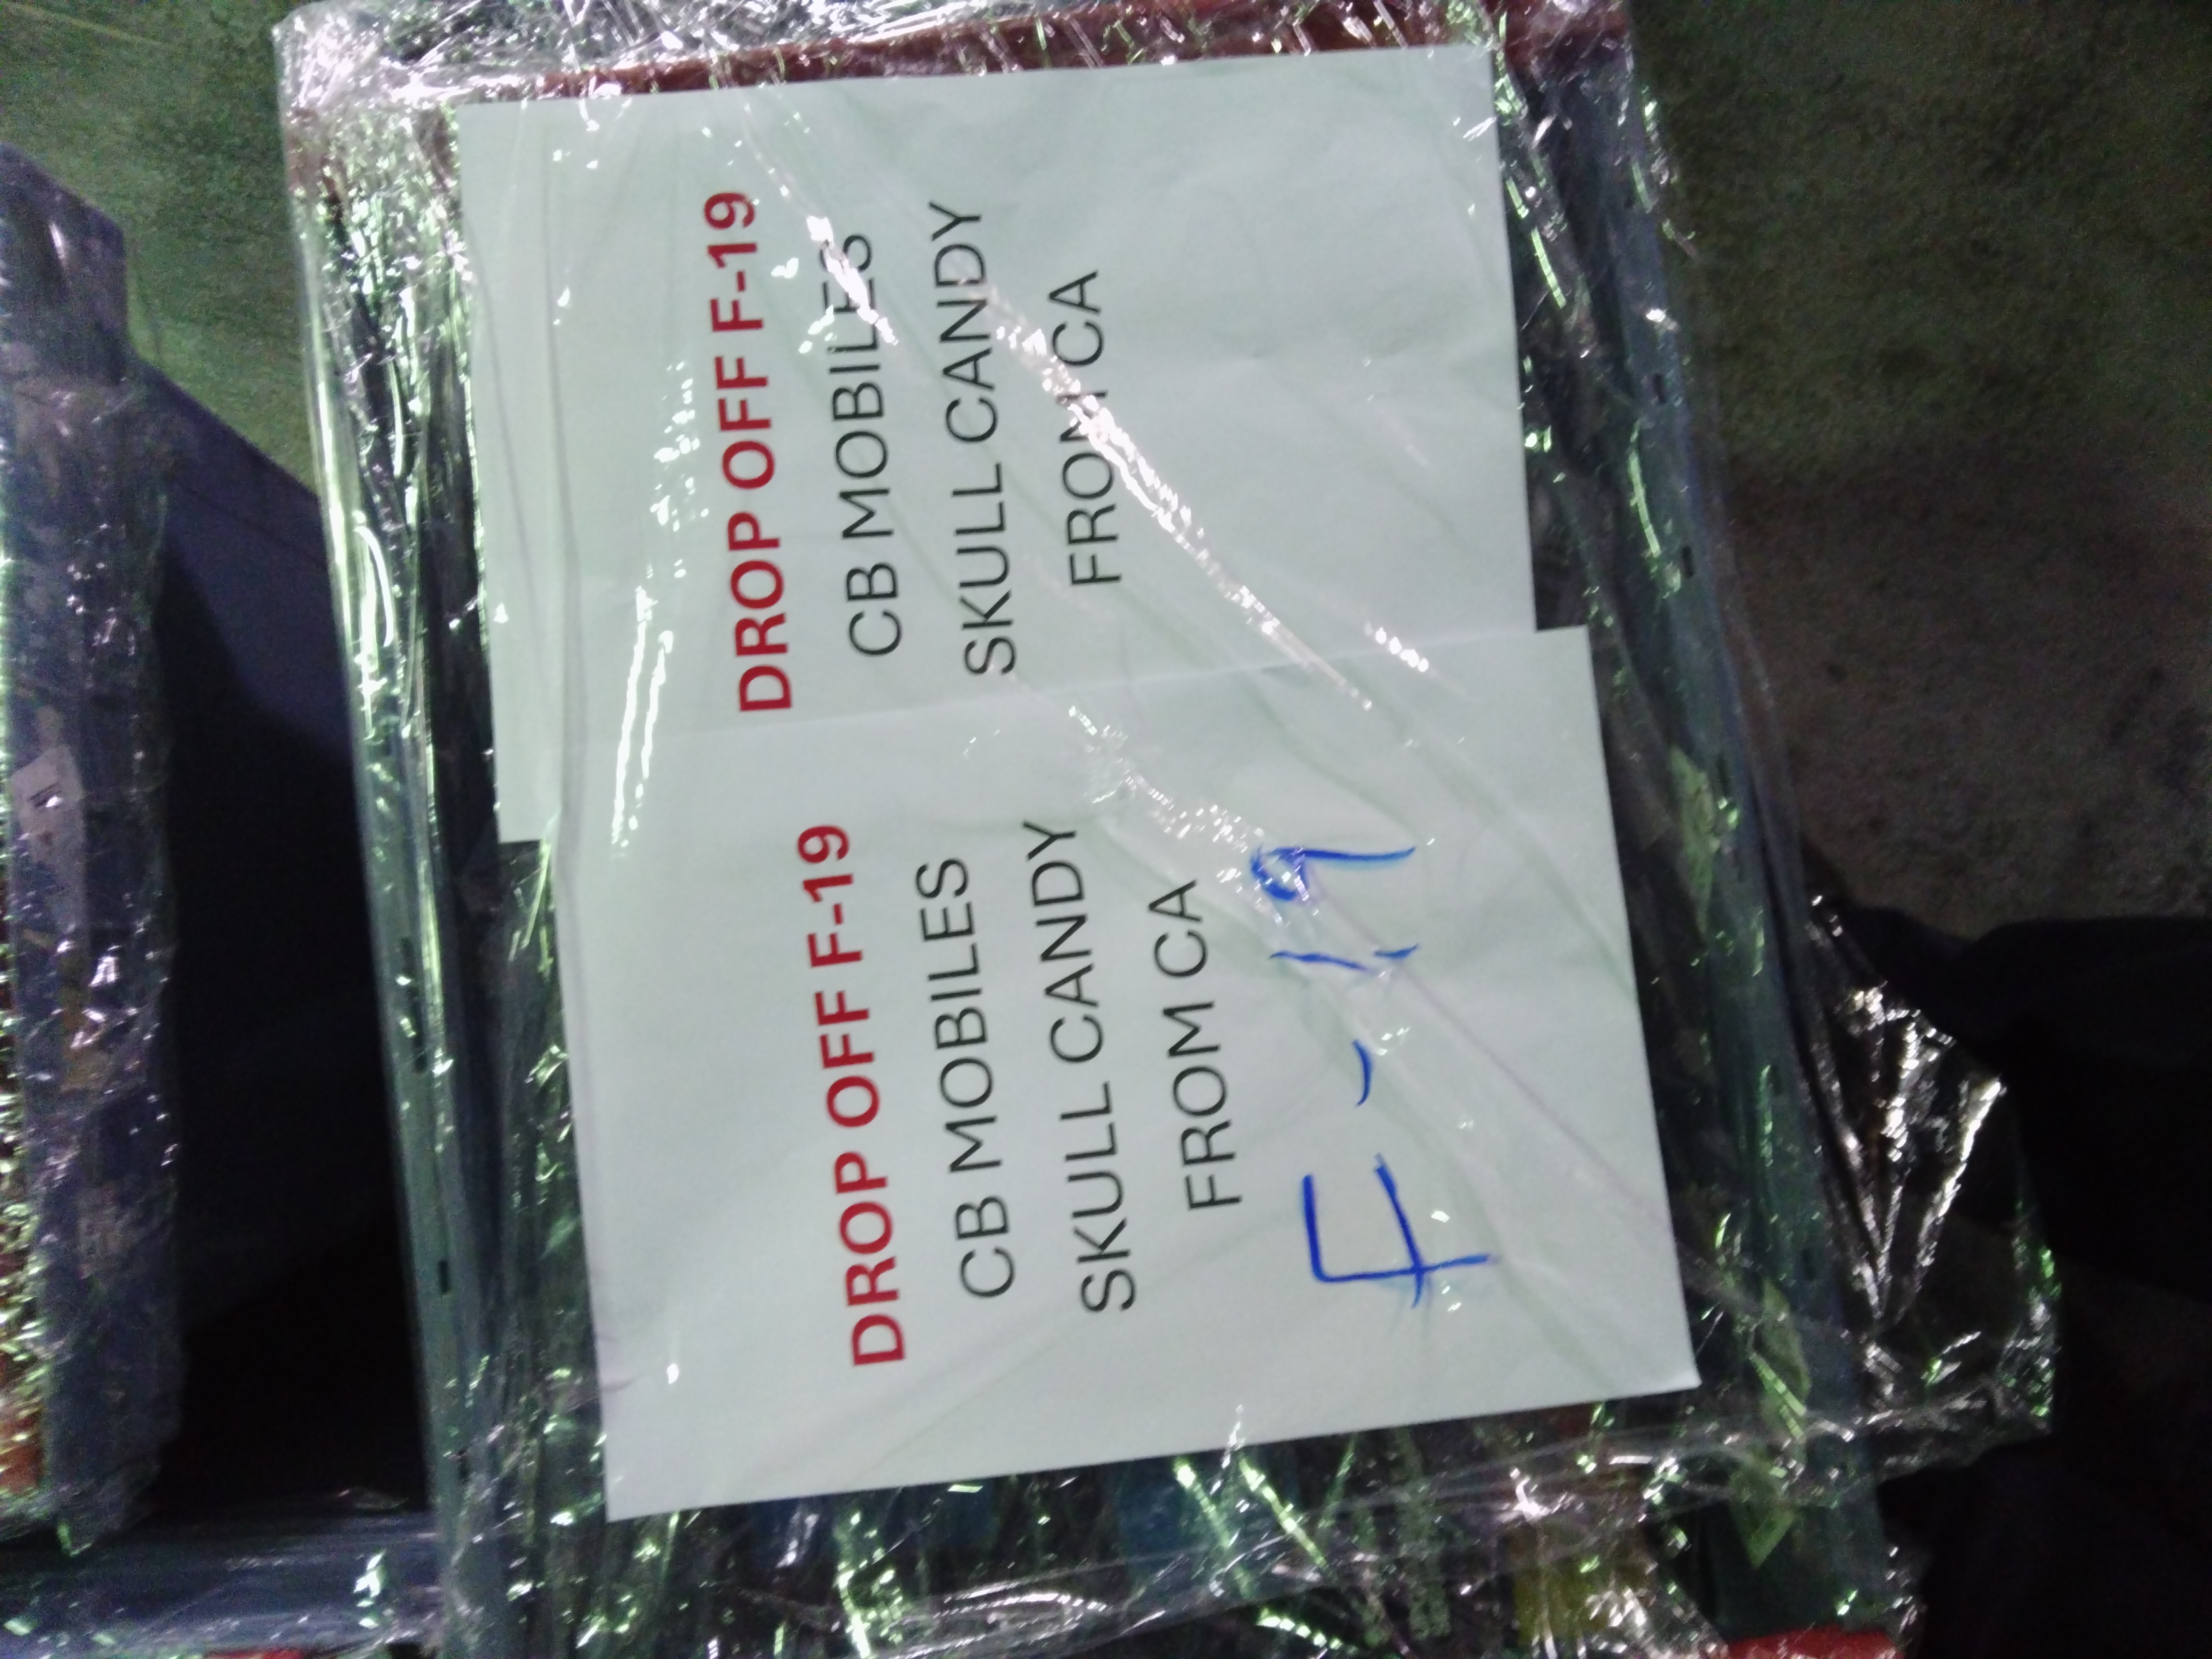 DROP OFF F-19
CB MOBILES
SKULL CANDY
FROM CA
F-19
DROP OFF F-19
CB MOBILES
SKULL CANDY
FROM CA